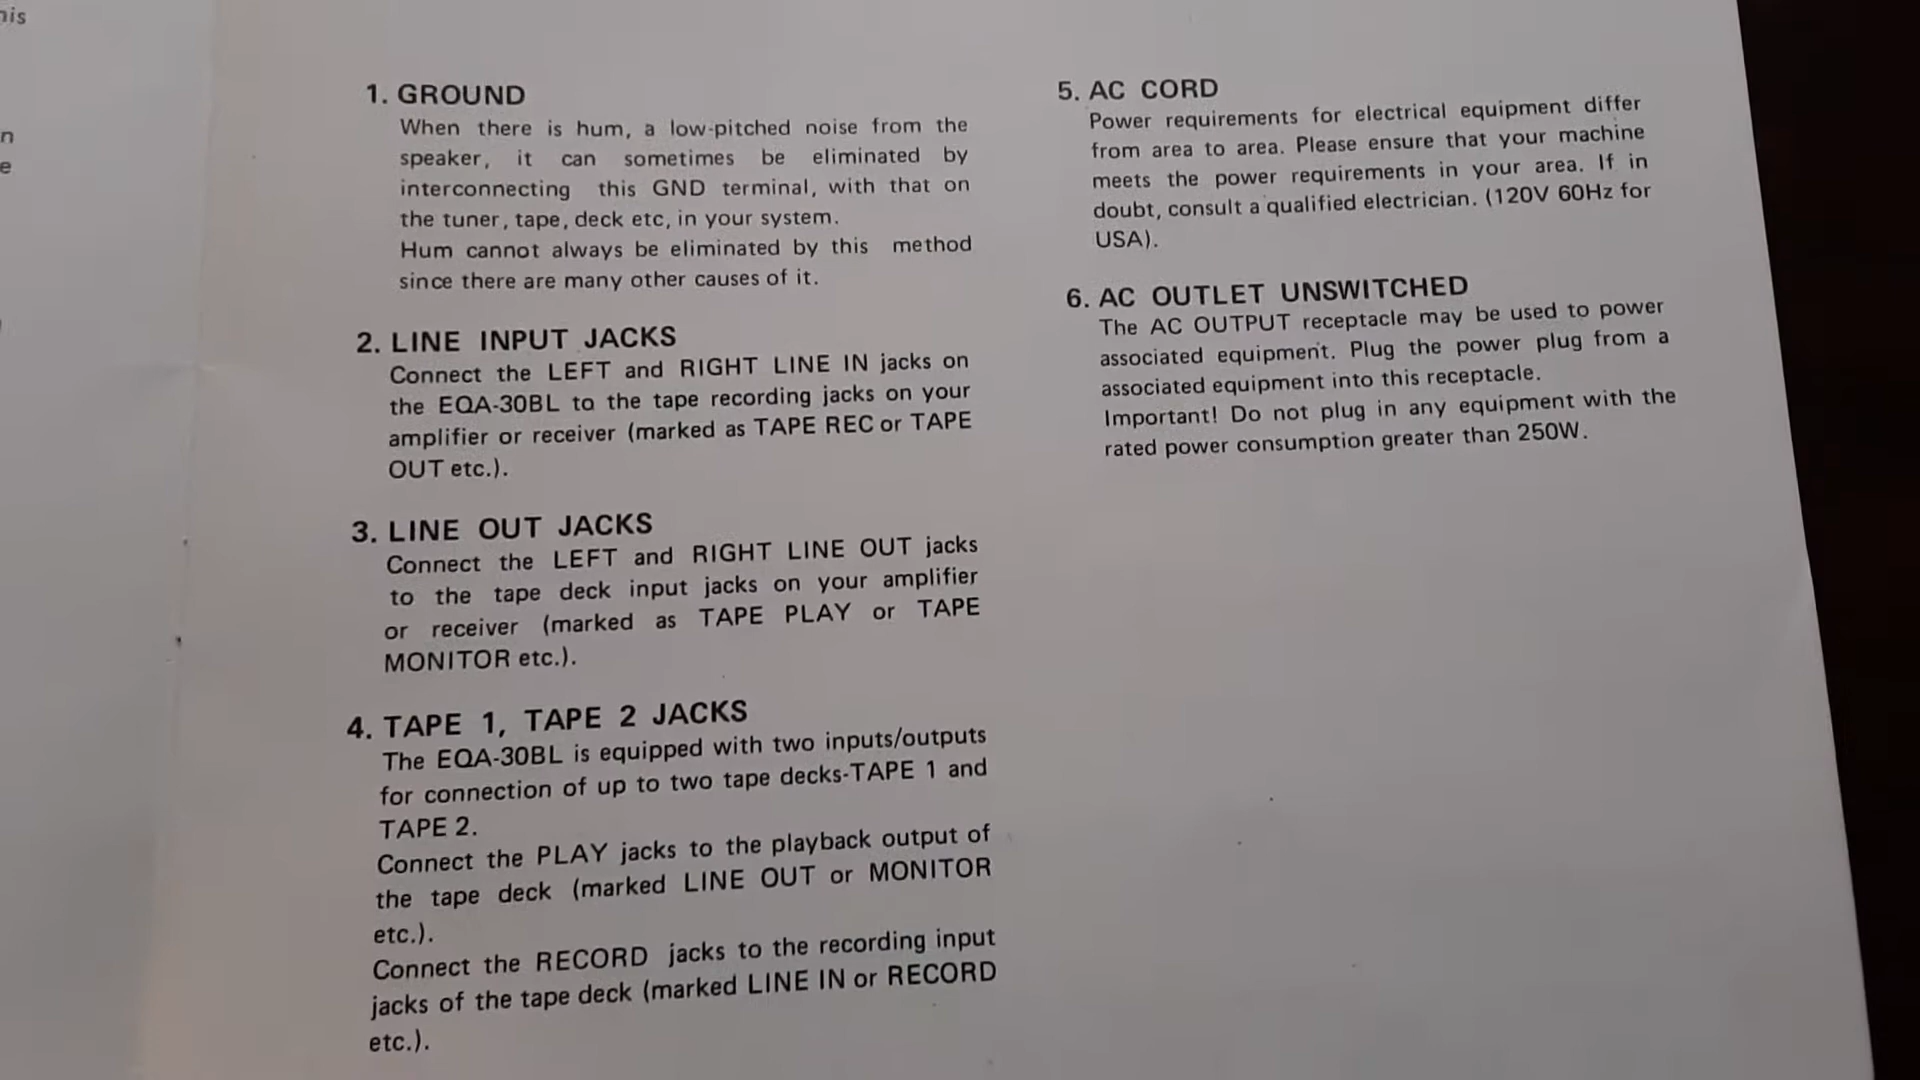 his
n
e
1. GROUND
When there is hum, a low-pitched noise from the
speaker, it can sometimes be eliminated by
interconnecting this GND terminal, with that on
the tuner, tape, deck etc, in your system.
Hum cannot always be eliminated by this method
since there are many other causes of it.
2. LINE INPUT JACKS
Connect the LEFT and RIGHT LINE IN jacks on
the EQA-30BL to the tape recording jacks on your
amplifier or receiver (marked as TAPE REC or TAPE
OUT etc.).
3. LINE OUT JACKS
Connect the LEFT and RIGHT LINE OUT jacks
to the tape deck input jacks on your amplifier
or receiver (marked as TAPE PLAY or TAPE
MONITOR etc.).
4. TAPE 1, TAPE 2 JACKS
The EQA-30BL is equipped with two inputs/outputs
for connection of up to two tape decks-TAPE 1 and
TAPE 2.
Connect the PLAY jacks to the playback output of
the tape deck (marked LINE OUT or MONITOR
etc.).
Connect the RECORD jacks to the recording input
jacks of the tape deck (marked LINE IN or RECORD
etc.).
5. AC CORD
Power requirements for electrical equipment differ
from area to area. Please ensure that your machine
meets the power requirements in your area. If in
doubt, consult a qualified electrician. (120V 60Hz for
USA).
6. AC OUTLET UNSWITCHED
The AC OUTPUT receptacle may be used to power
associated equipment. Plug the power plug from a
associated equipment into this receptacle.
Important! Do not plug in any equipment with the
rated power consumption greater than 250W.